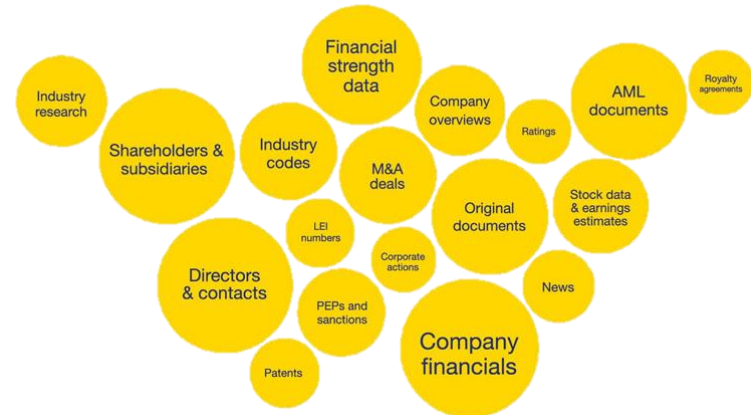 Industry
research
Shareholders &
subsidiaries
Industry
codes
Financial
strength
data
Company
overviews
Ratings
AML
documents
Royalty
agreements
M&A
deals
Original
documents
Stock data
& earnings
estimates
LEI
numbers
Corporate
actions
Directors
& contacts
PEPs and
sanctions
News
Company
financials
Patents